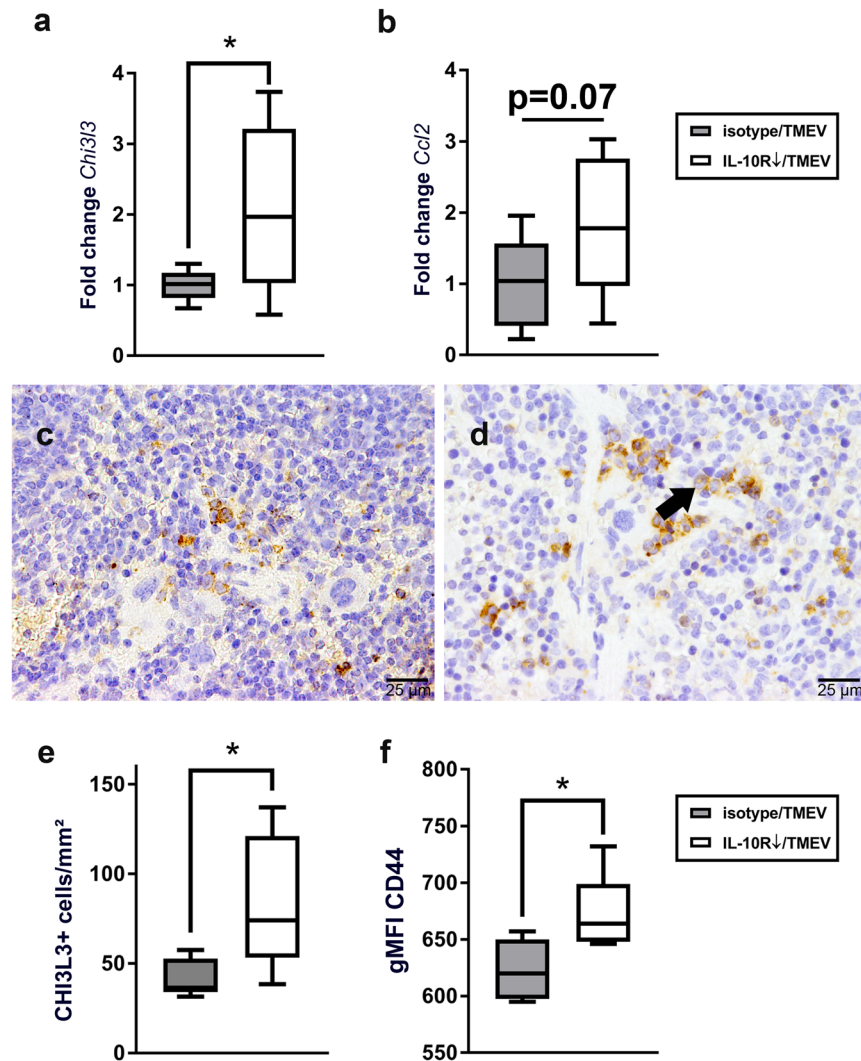 a
*
4
3
2
1
0
Fold change Chi3l3
b
p=0.07
4
3
2
1
0
Fold change Ccl2
isotype/TMEV
IL-10R↓/TMEV
c
25 µm
d
25 µm
e
*
150
100
50
0
CHI3L3+ cells/mm²
f
*
800
750
700
650
600
550
gMFI CD44
isotype/TMEV
IL-10R↓/TMEV